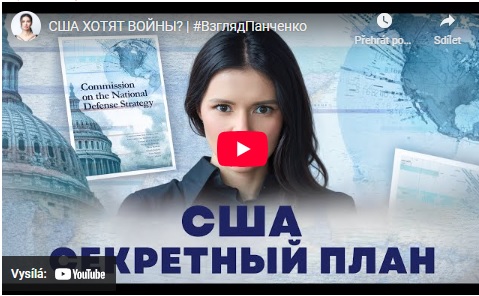 США ХОТЯТ ВОЙНЫ? | #ВзглядПанченко
Přehrát po...
Sdílet
Commission
on the National
Defense Strategy
США
СЕКРЕТНЫЙ ПЛАН
Vysílá: YouTube